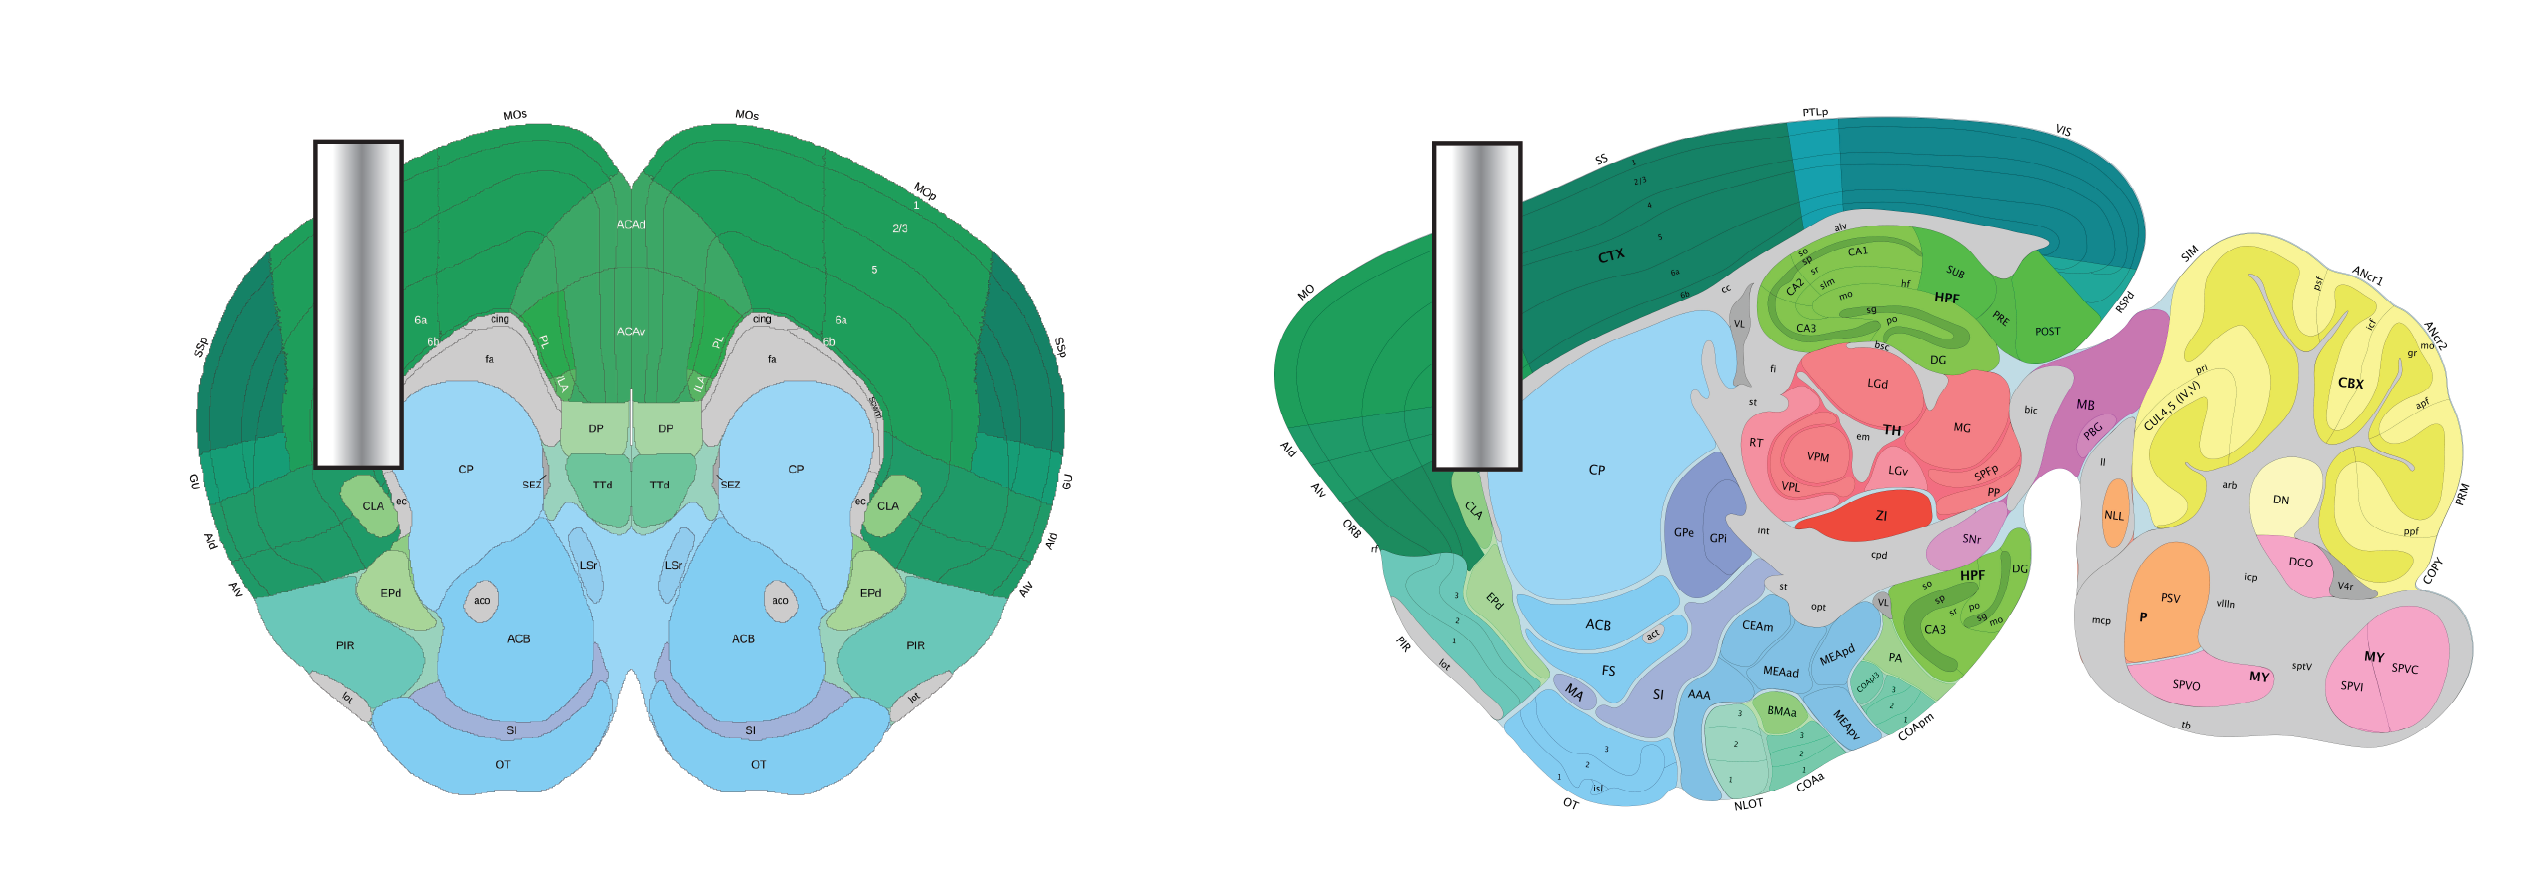 MOs
MOs
MOp
1
2/3
5
6a
6b
SSp
GU
AId
AIv
ACAd
ACAv
cing
cing
fa
fa
PL
PL
ILA
ILA
6a
6b
scwm
SSp
GU
AId
AIv
DP
DP
CP
CP
SEZ
SEZ
TTd
TTd
CLA
CLA
ec
ec
LSr
LSr
EPd
EPd
aco
aco
ACB
ACB
PIR
PIR
lot
lot
SI
SI
OT
OT
PTLp
VIS
SS
1
2/3
4
5
6a
6b
CTX
MO
AId
AIv
ORB
rf
PIR
lot
3
2
1
CLA
EPd
CP
cc
VL
alv
so
sp
sr
slm
mo
CA1
CA2
CA3
hf
HPF
sg
po
SUB
PRE
POST
RSPd
bsc
DG
fi
st
LGd
TH
em
MG
RT
VPM
VPL
LGv
SPFp
PP
ZI
int
cpd
SNr
GPe
GPi
bic
MB
PBG
ll
NLL
ACB
act
FS
MA
SI
st
opt
VL
CEAm
MEAad
MEApd
MEApv
AAA
BMAa
3
2
1
NLOT
3
2
1
COAa
PA
COApl3
3
2
1
COApm
HPF
DG
so
sp
sr
po
sg
mo
CA3
3
2
1
isl
OT
SIM
ANcr1
ANcr2
PRM
COPY
psf
icf
mo
gr
apf
ppf
pri
CUL4,5 (IV,V)
CBX
arb
DN
DCO
V4r
icp
vIIIn
mcp
PSV
P
SPVO
MY
sptV
MY
SPVI
SPVC
tb